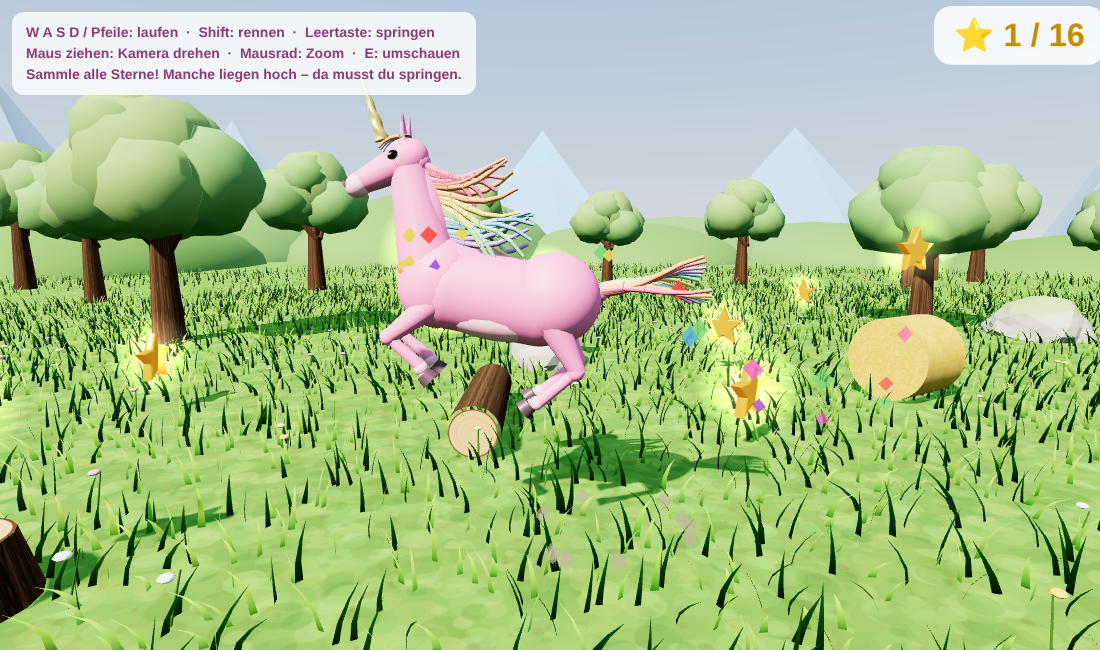 W A S D / Pfeile: laufen · Shift: rennen · Leertaste: springen
Maus ziehen: Kamera drehen · Mausrad: Zoom · E: umschauen
Sammle alle Sterne! Manche liegen hoch – da musst du springen.
⭐ 1 / 16